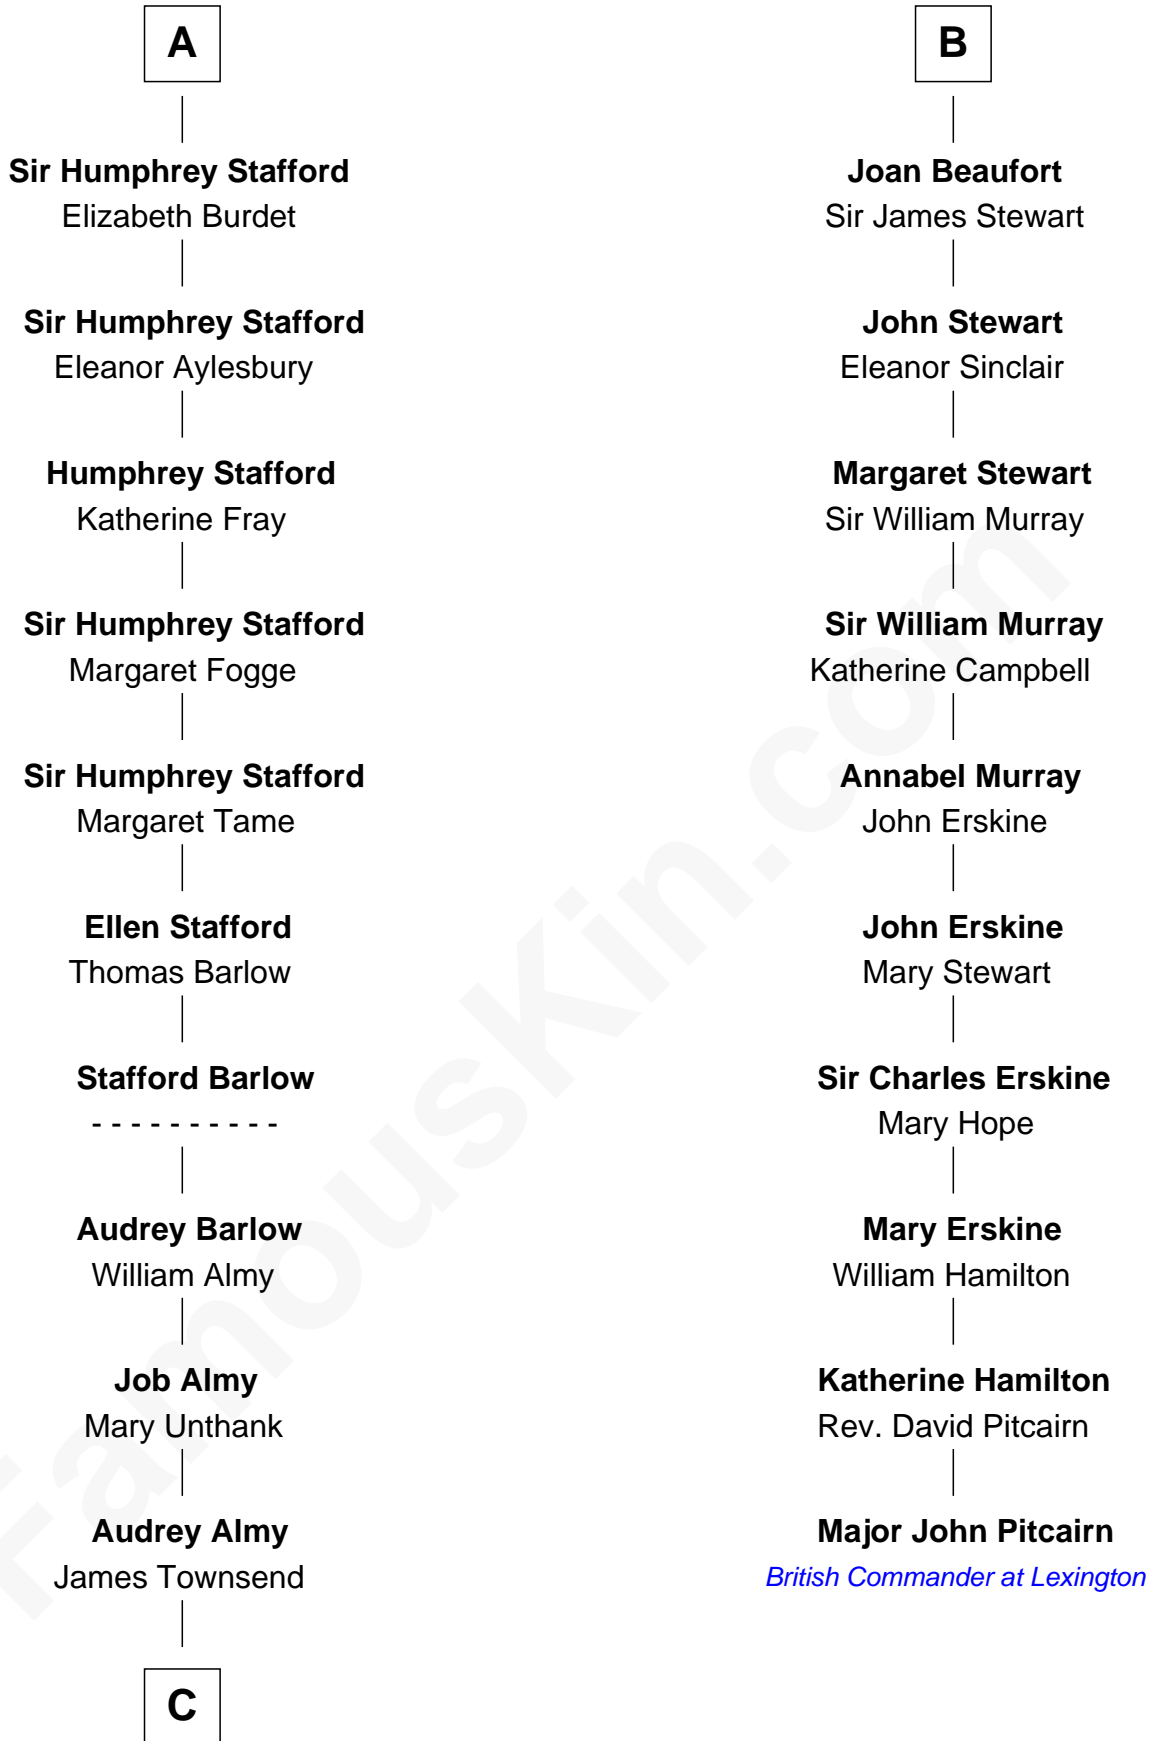 A
Sir Humphrey Stafford
Elizabeth Burdet
Sir Humphrey Stafford
Eleanor Aylesbury
Humphrey Stafford
Katherine Fray
Sir Humphrey Stafford
Margaret Fogge
Sir Humphrey Stafford
Margaret Tame
Ellen Stafford
Thomas Barlow
Stafford Barlow
- - - - - - - - - -
Audrey Barlow
William Almy
Job Almy
Mary Unthank
Audrey Almy
James Townsend
C
B
Joan Beaufort
Sir James Stewart
John Stewart
Eleanor Sinclair
Margaret Stewart
Sir William Murray
Sir William Murray
Katherine Campbell
Annabel Murray
John Erskine
John Erskine
Mary Stewart
Sir Charles Erskine
Mary Hope
Mary Erskine
William Hamilton
Katherine Hamilton
Rev. David Pitcairn
Major John Pitcairn
British Commander at Lexington
FamousKin.com